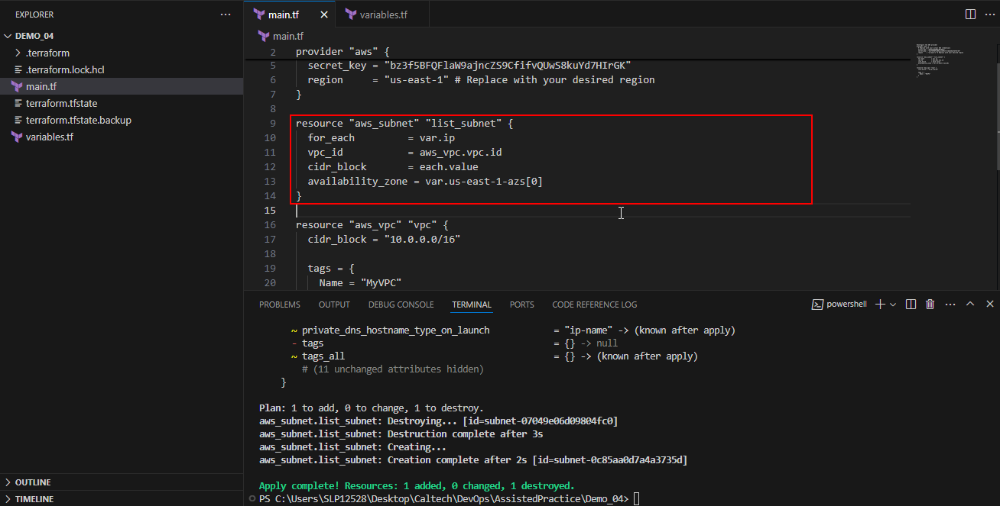 EXPLORER
DEMO_04
.terraform
.terraform.lock.hcl
main.tf
terraform.tfstate
terraform.tfstate.backup
variables.tf
OUTLINE
TIMELINE
main.tf
variables.tf
main.tf
2 provider "aws" {
5 secret_key = "bz3f5BFQFlaW9ajncZS9CfifvQUwS8kuYd7HIrGK"
6 region = "us-east-1" # Replace with your desired region
7 }
8
9 resource "aws_subnet" "list_subnet" {
10 for_each = var.ip
11 vpc_id = aws_vpc.vpc.id
12 cidr_block = each.value
13 availability_zone = var.us-east-1-azs[0]
14 }
15
16 resource "aws_vpc" "vpc" {
17 cidr_block = "10.0.0.0/16"
18
19 tags = {
20 Name = "MyVPC"
PROBLEMS OUTPUT DEBUG CONSOLE TERMINAL PORTS CODE REFERENCE LOG powershell
~ private_dns_hostname_type_on_launch = "ip-name" -> (known after apply)
- tags = {} -> null
~ tags_all = {} -> (known after apply)
# (11 unchanged attributes hidden)
}
Plan: 1 to add, 0 to change, 1 to destroy.
aws_subnet.list_subnet: Destroying... [id=subnet-07049e06d09804fc0]
aws_subnet.list_subnet: Destruction complete after 3s
aws_subnet.list_subnet: Creating...
aws_subnet.list_subnet: Creation complete after 2s [id=subnet-0c85aa0d7a4a3735d]
Apply complete! Resources: 1 added, 0 changed, 1 destroyed.
PS C:\Users\SLP12528\Desktop\Caltech\DevOps\AssistedPractice\Demo_04>